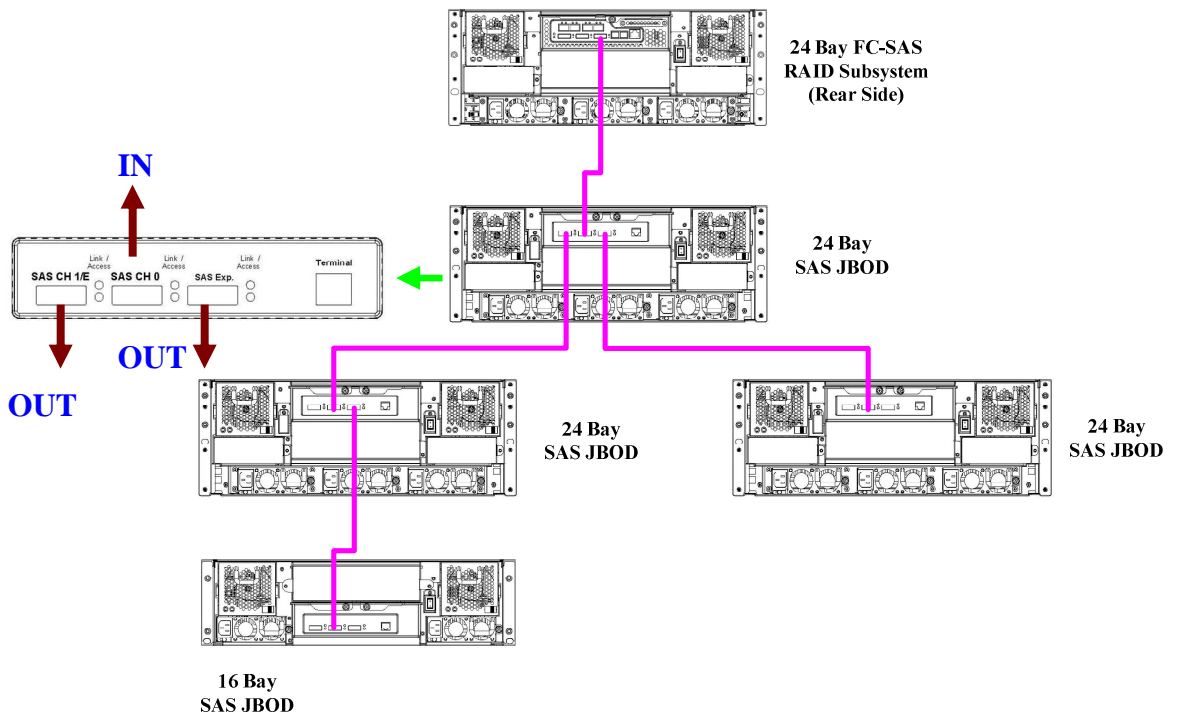 24 Bay FC-SAS
RAID Subsystem
(Rear Side)
IN
Link /
Access
Link /
Access
Link /
Access
SAS CH 1/E
SAS CH 0
SAS Exp.
Terminal
24 Bay
SAS JBOD
OUT
OUT
24 Bay
SAS JBOD
24 Bay
SAS JBOD
16 Bay
SAS JBOD